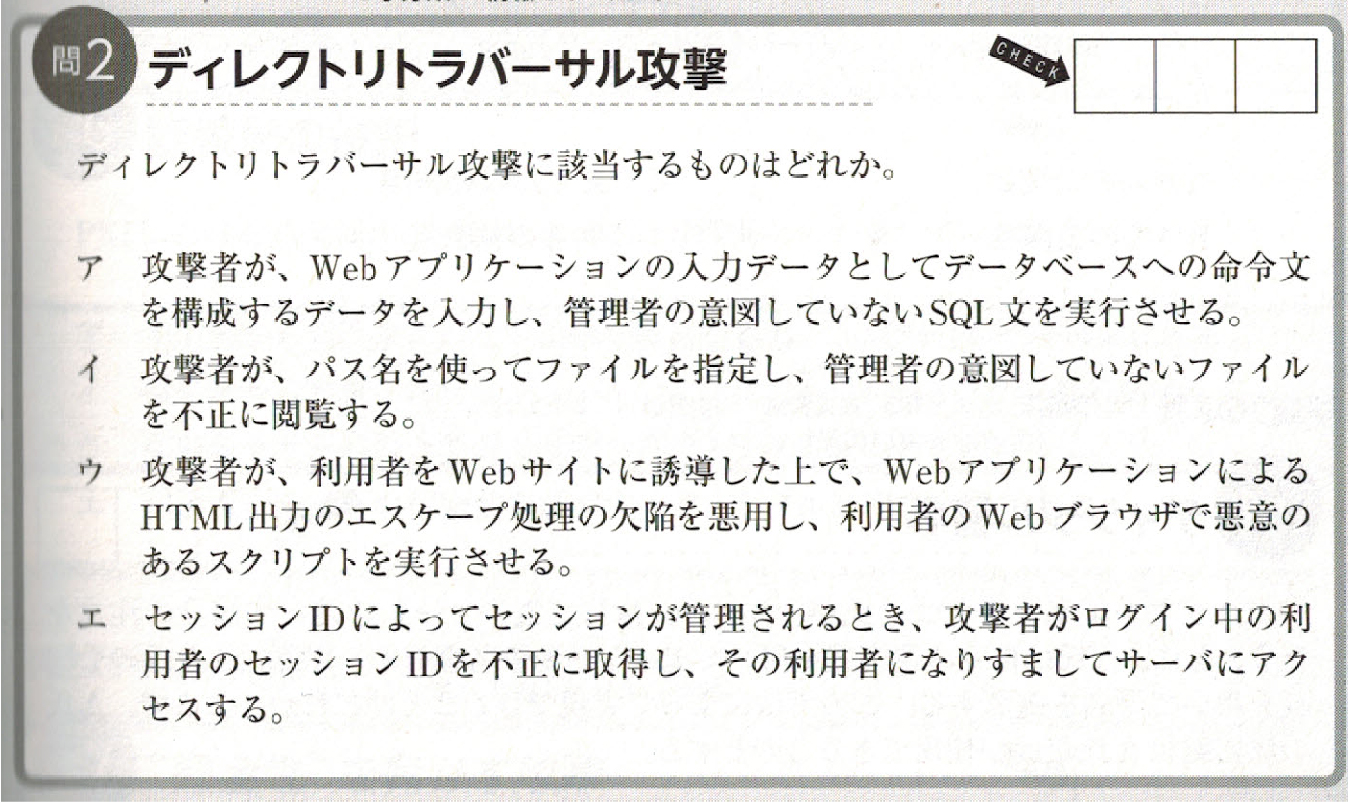 問2 ディレクトリトラバーサル攻撃
CHECK
ディレクトリトラバーサル攻撃に該当するものはどれか。
ア 攻撃者が、Webアプリケーションの入力データとしてデータベースへの命令文
を構成するデータを入力し、管理者の意図していないSQL文を実行させる。
イ 攻撃者が、パス名を使ってファイルを指定し、管理者の意図していないファイル
を不正に閲覧する。
ウ 攻撃者が、利用者をWebサイトに誘導した上で、Webアプリケーションによる
HTML出力のエスケープ処理の欠陥を悪用し、利用者のWebブラウザで悪意の
あるスクリプトを実行させる。
エ セッションIDによってセッションが管理されるとき、攻撃者がログイン中の利
用者のセッションIDを不正に取得し、その利用者になりすましてサーバにアク
セスする。